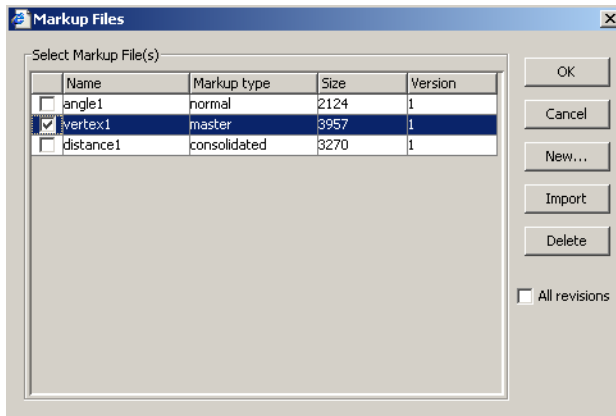 Markup Files
Select Markup File(s)
Name Markup type Size Version
angle1 normal 2124 1
vertex1 master 3957 1
distance1 consolidated 3270 1
OK
Cancel
New...
Import
Delete
All revisions